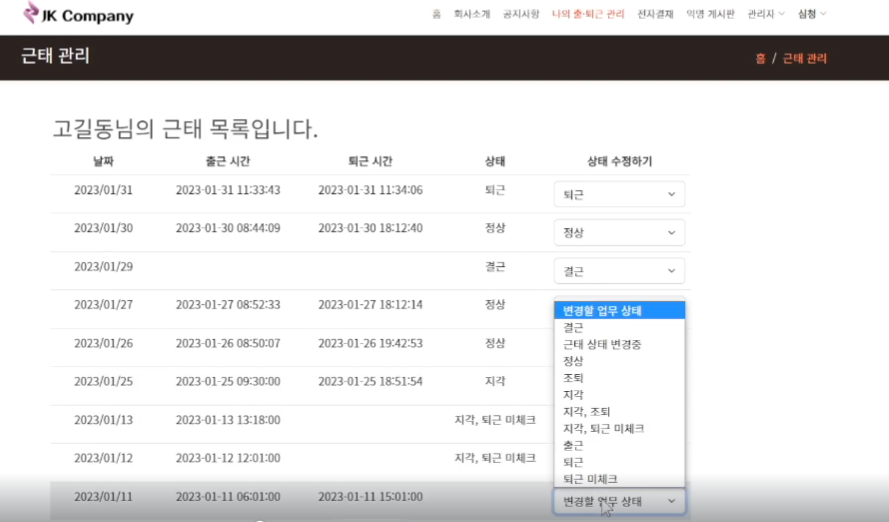 JK Company
홈 회사소개 공지사항 나의 출·퇴근 관리 전자결재 익명 게시판 관리자 심청
근태 관리
홈 / 근태 관리
고길동님의 근태 목록입니다.
날짜 출근 시간 퇴근 시간 상태 상태 수정하기
2023/01/31 2023-01-31 11:33:43 2023-01-31 11:34:06 퇴근 퇴근
2023/01/30 2023-01-30 08:44:09 2023-01-30 18:12:40 정상 정상
2023/01/29 결근 결근
2023/01/27 2023-01-27 08:52:33 2023-01-27 18:12:14 정상
2023/01/26 2023-01-26 08:50:07 2023-01-26 19:42:53 정상
2023/01/25 2023-01-25 09:30:00 2023-01-25 18:51:54 지각
2023/01/13 2023-01-13 13:18:00 지각, 퇴근 미체크
2023/01/12 2023-01-12 12:01:00 지각, 퇴근 미체크
2023/01/11 2023-01-11 06:01:00 2023-01-11 15:01:00
변경할 업무 상태
결근
근태 상태 변경중
정상
조퇴
지각
지각, 조퇴
지각, 퇴근 미체크
출근
퇴근
퇴근 미체크
변경할 업무 상태